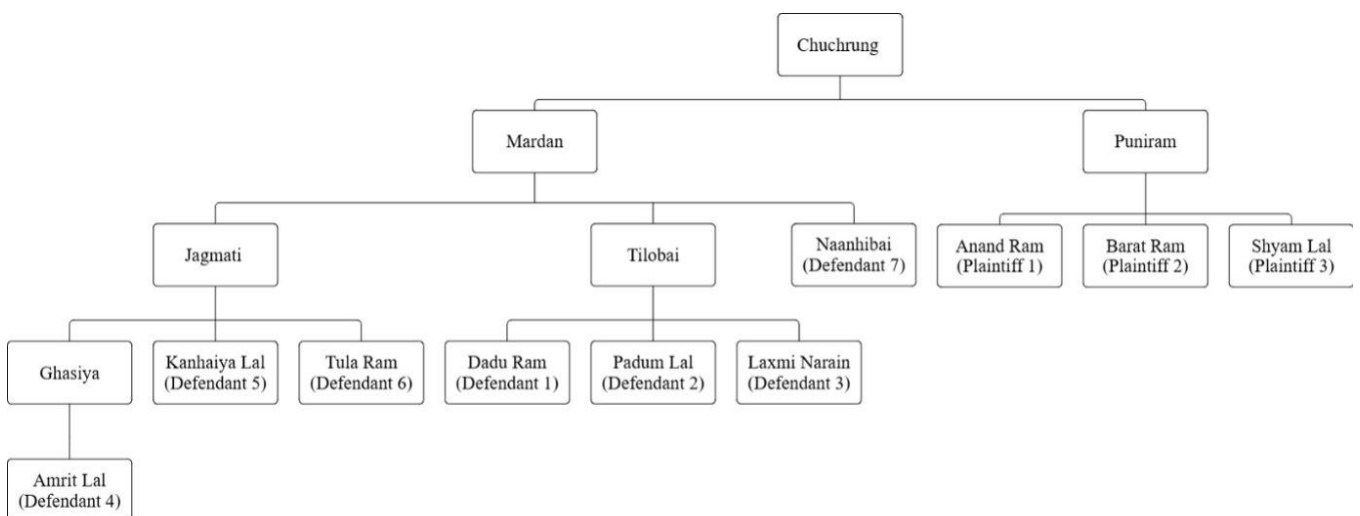 Chuchrung
Mardan
Puniram
Jagmati
Tilobai
Naanhibai
(Defendant 7)
Anand Ram
(Plaintiff 1)
Barat Ram
(Plaintiff 2)
Shyam Lal
(Plaintiff 3)
Ghasiya
Kanhaiya Lal
(Defendant 5)
Tula Ram
(Defendant 6)
Dadu Ram
(Defendant 1)
Padum Lal
(Defendant 2)
Laxmi Narain
(Defendant 3)
Amrit Lal
(Defendant 4)